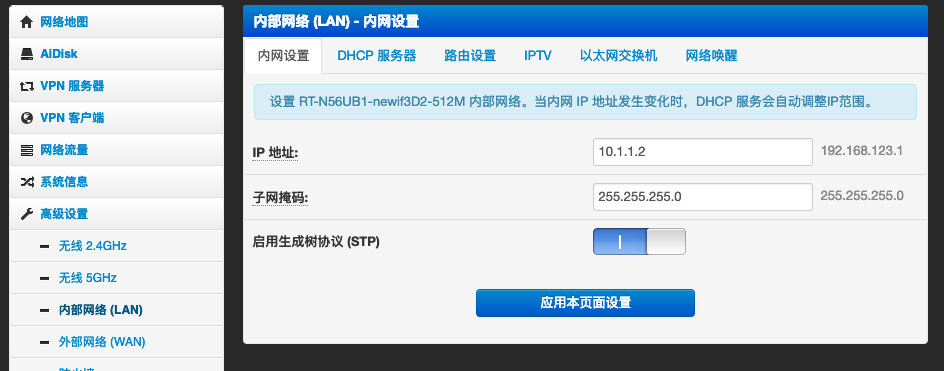 网络地图
AiDisk
VPN 服务器
VPN 客户端
网络流量
系统信息
高级设置
无线 2.4GHz
无线 5GHz
内部网络 (LAN)
外部网络 (WAN)
内部网络 (LAN) - 内网设置
内网设置 DHCP 服务器 路由设置 IPTV 以太网交换机 网络唤醒
设置 RT-N56UB1-newif3D2-512M 内部网络。当内网 IP 地址发生变化时，DHCP 服务会自动调整IP范围。
IP 地址: 10.1.1.2 192.168.123.1
子网掩码: 255.255.255.0 255.255.255.0
启用生成树协议 (STP)
应用本页面设置